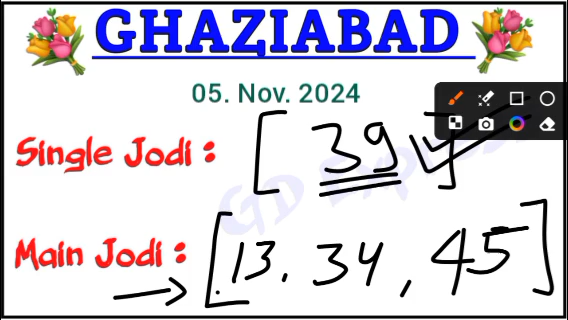 GHAZIABAD
05. Nov. 2024
Single Jodi : [ 39 ]
Main Jodi : [ 13, 34, 45 ]